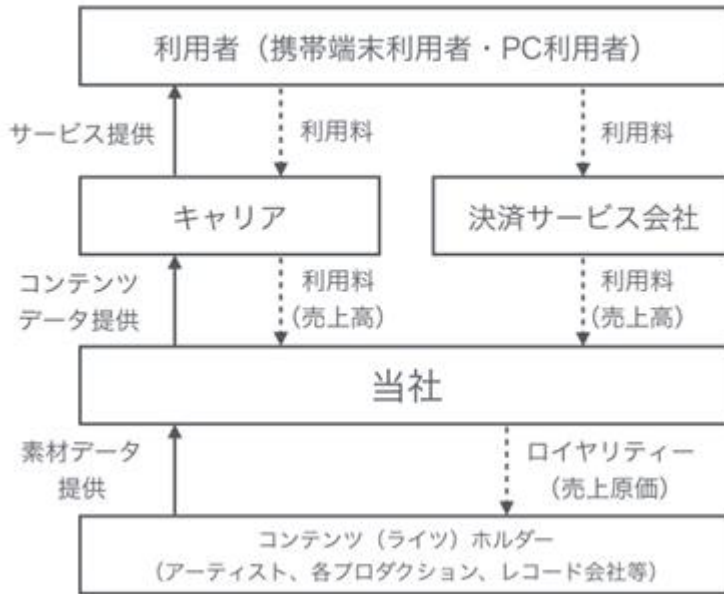 利用者（携帯端末利用者・PC利用者）
サービス提供
利用料
利用料
キャリア
決済サービス会社
コンテンツ
データ提供
利用料
(売上高)
利用料
(売上高)
当社
素材データ
提供
ロイヤリティー
(売上原価)
コンテンツ（ライツ）ホルダー
（アーティスト、各プロダクション、レコード会社等）